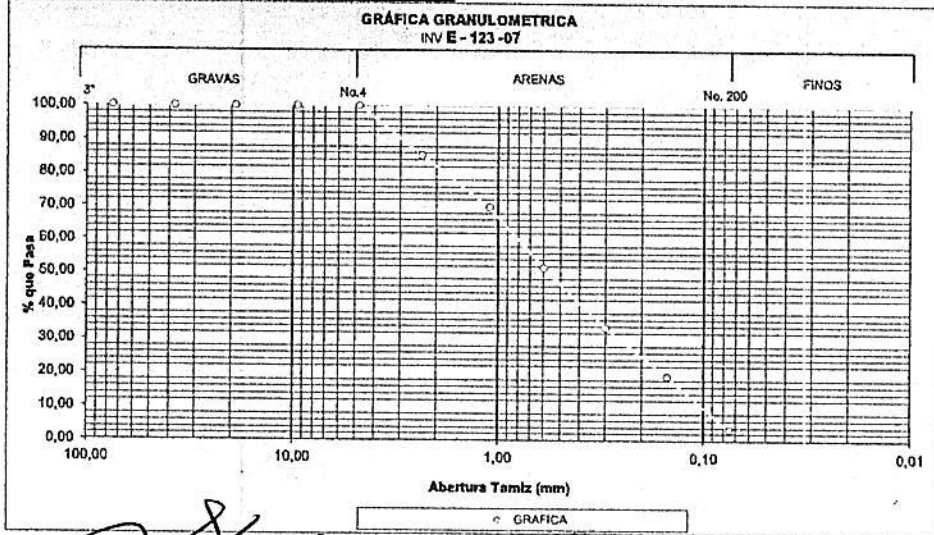 GRÁFICA GRANULOMETRICA
INV E - 123 -07
GRAVAS ARENAS FINOS
3" No.4 No. 200
100,00
90,00
80,00
70,00
60,00
50,00
40,00
30,00
20,00
10,00
0,00
% que Pasa
100,00 10,00 1,00 0,10 0,01
Abertura Tamiz (mm)
GRAFICA